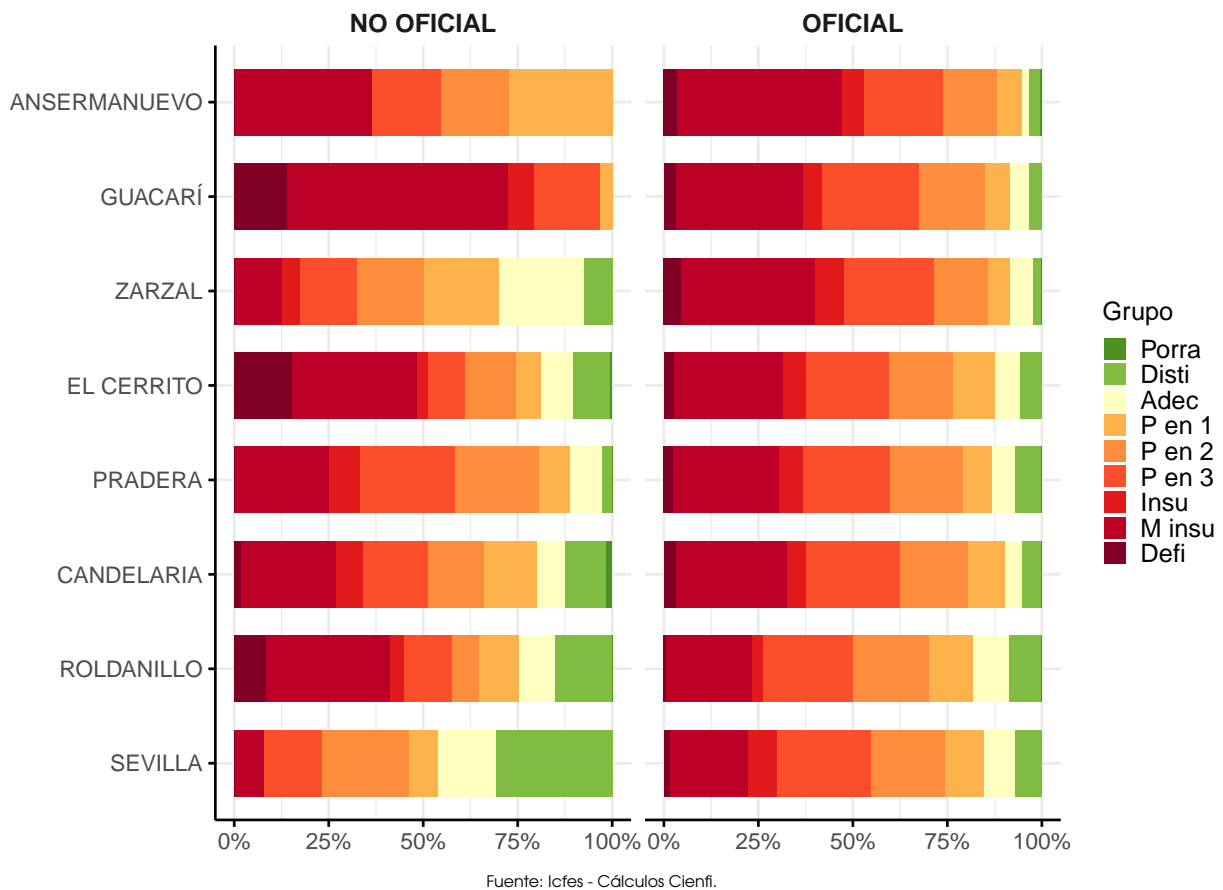 NO OFICIAL
OFICIAL
ANSERMANUEVO
GUACARÍ
ZARZAL
EL CERRITO
PRADERA
CANDELARIA
ROLDANILLO
SEVILLA
0% 25% 50% 75% 100%
0% 25% 50% 75% 100%
Grupo
Porra
Disti
Adec
P en 1
P en 2
P en 3
Insu
M insu
Defi
Fuente: Icfes - Cálculos Cienfi.